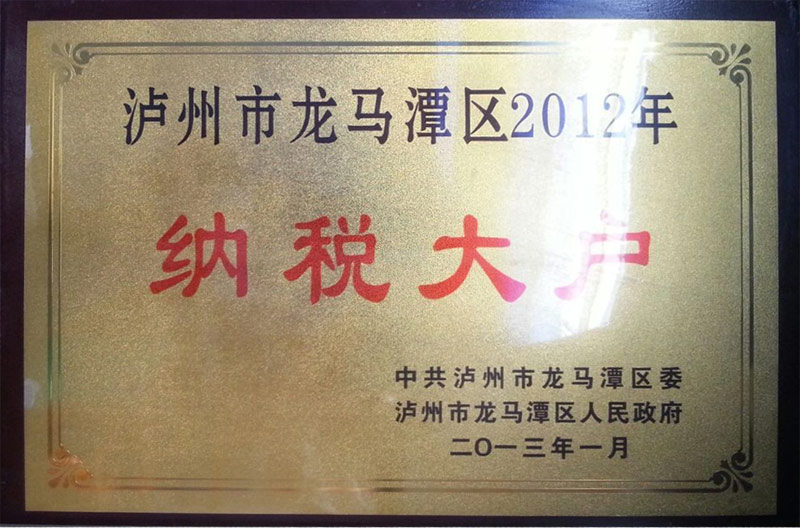 泸州市龙马潭区2012年
纳税大户
中共泸州市龙马潭区委
泸州市龙马潭区人民政府
二〇一三年一月